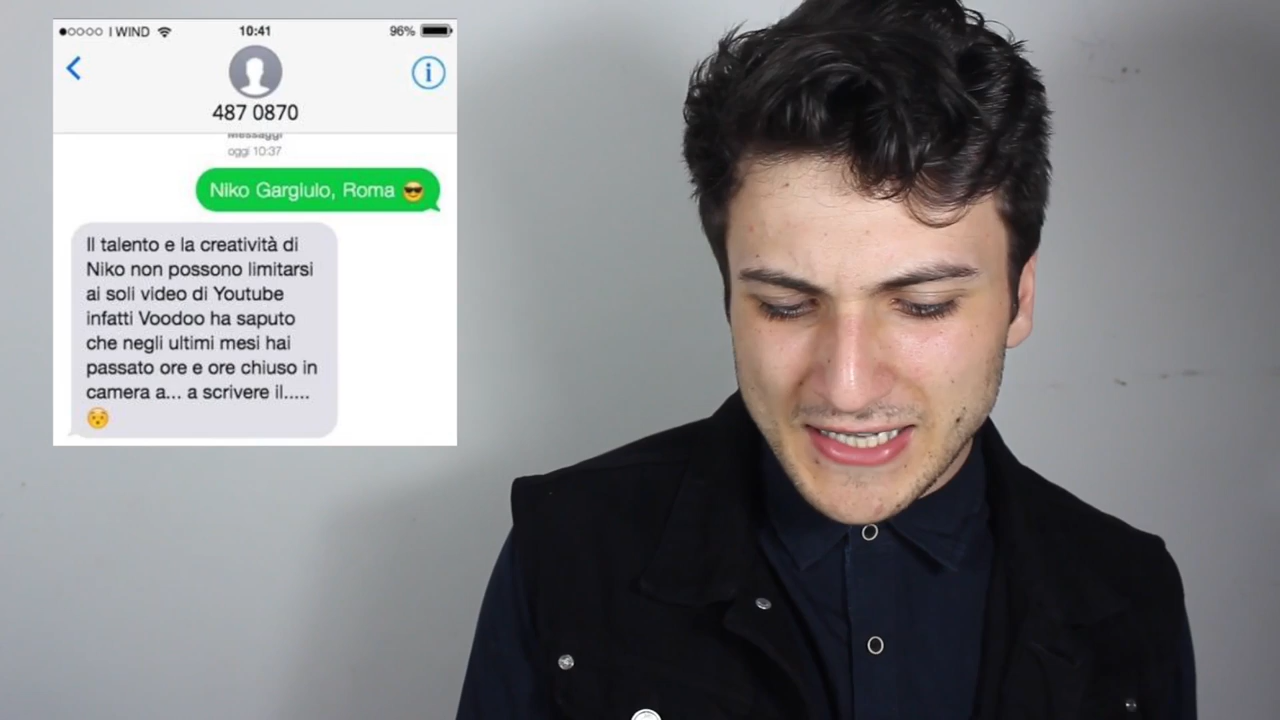 I WIND 10:41 96%
487 0870
Messaggi
oggi 10:37
Niko Gargiulo, Roma 😎
Il talento e la creatività di
Niko non possono limitarsi
ai soli video di Youtube
infatti Voodoo ha saputo
che negli ultimi mesi hai
passato ore e ore chiuso in
camera a... a scrivere il.....
😯